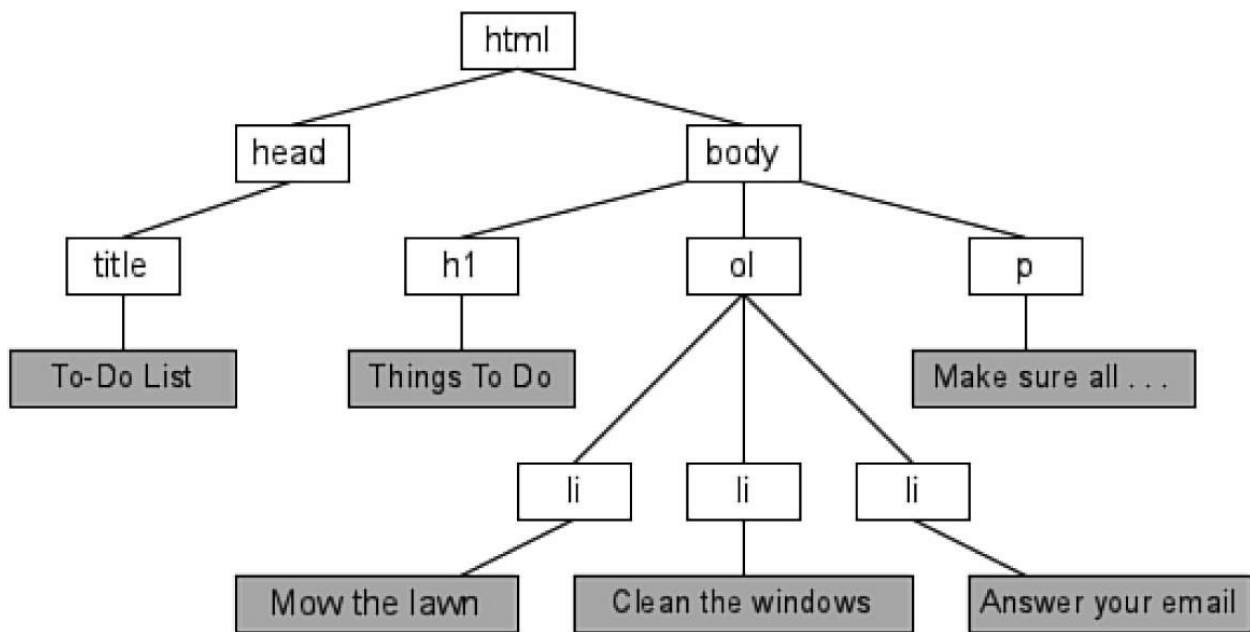 html
head
body
title
h1
ol
p
To-Do List
Things To Do
Make sure all . . .
li
li
li
Mow the lawn
Clean the windows
Answer your email